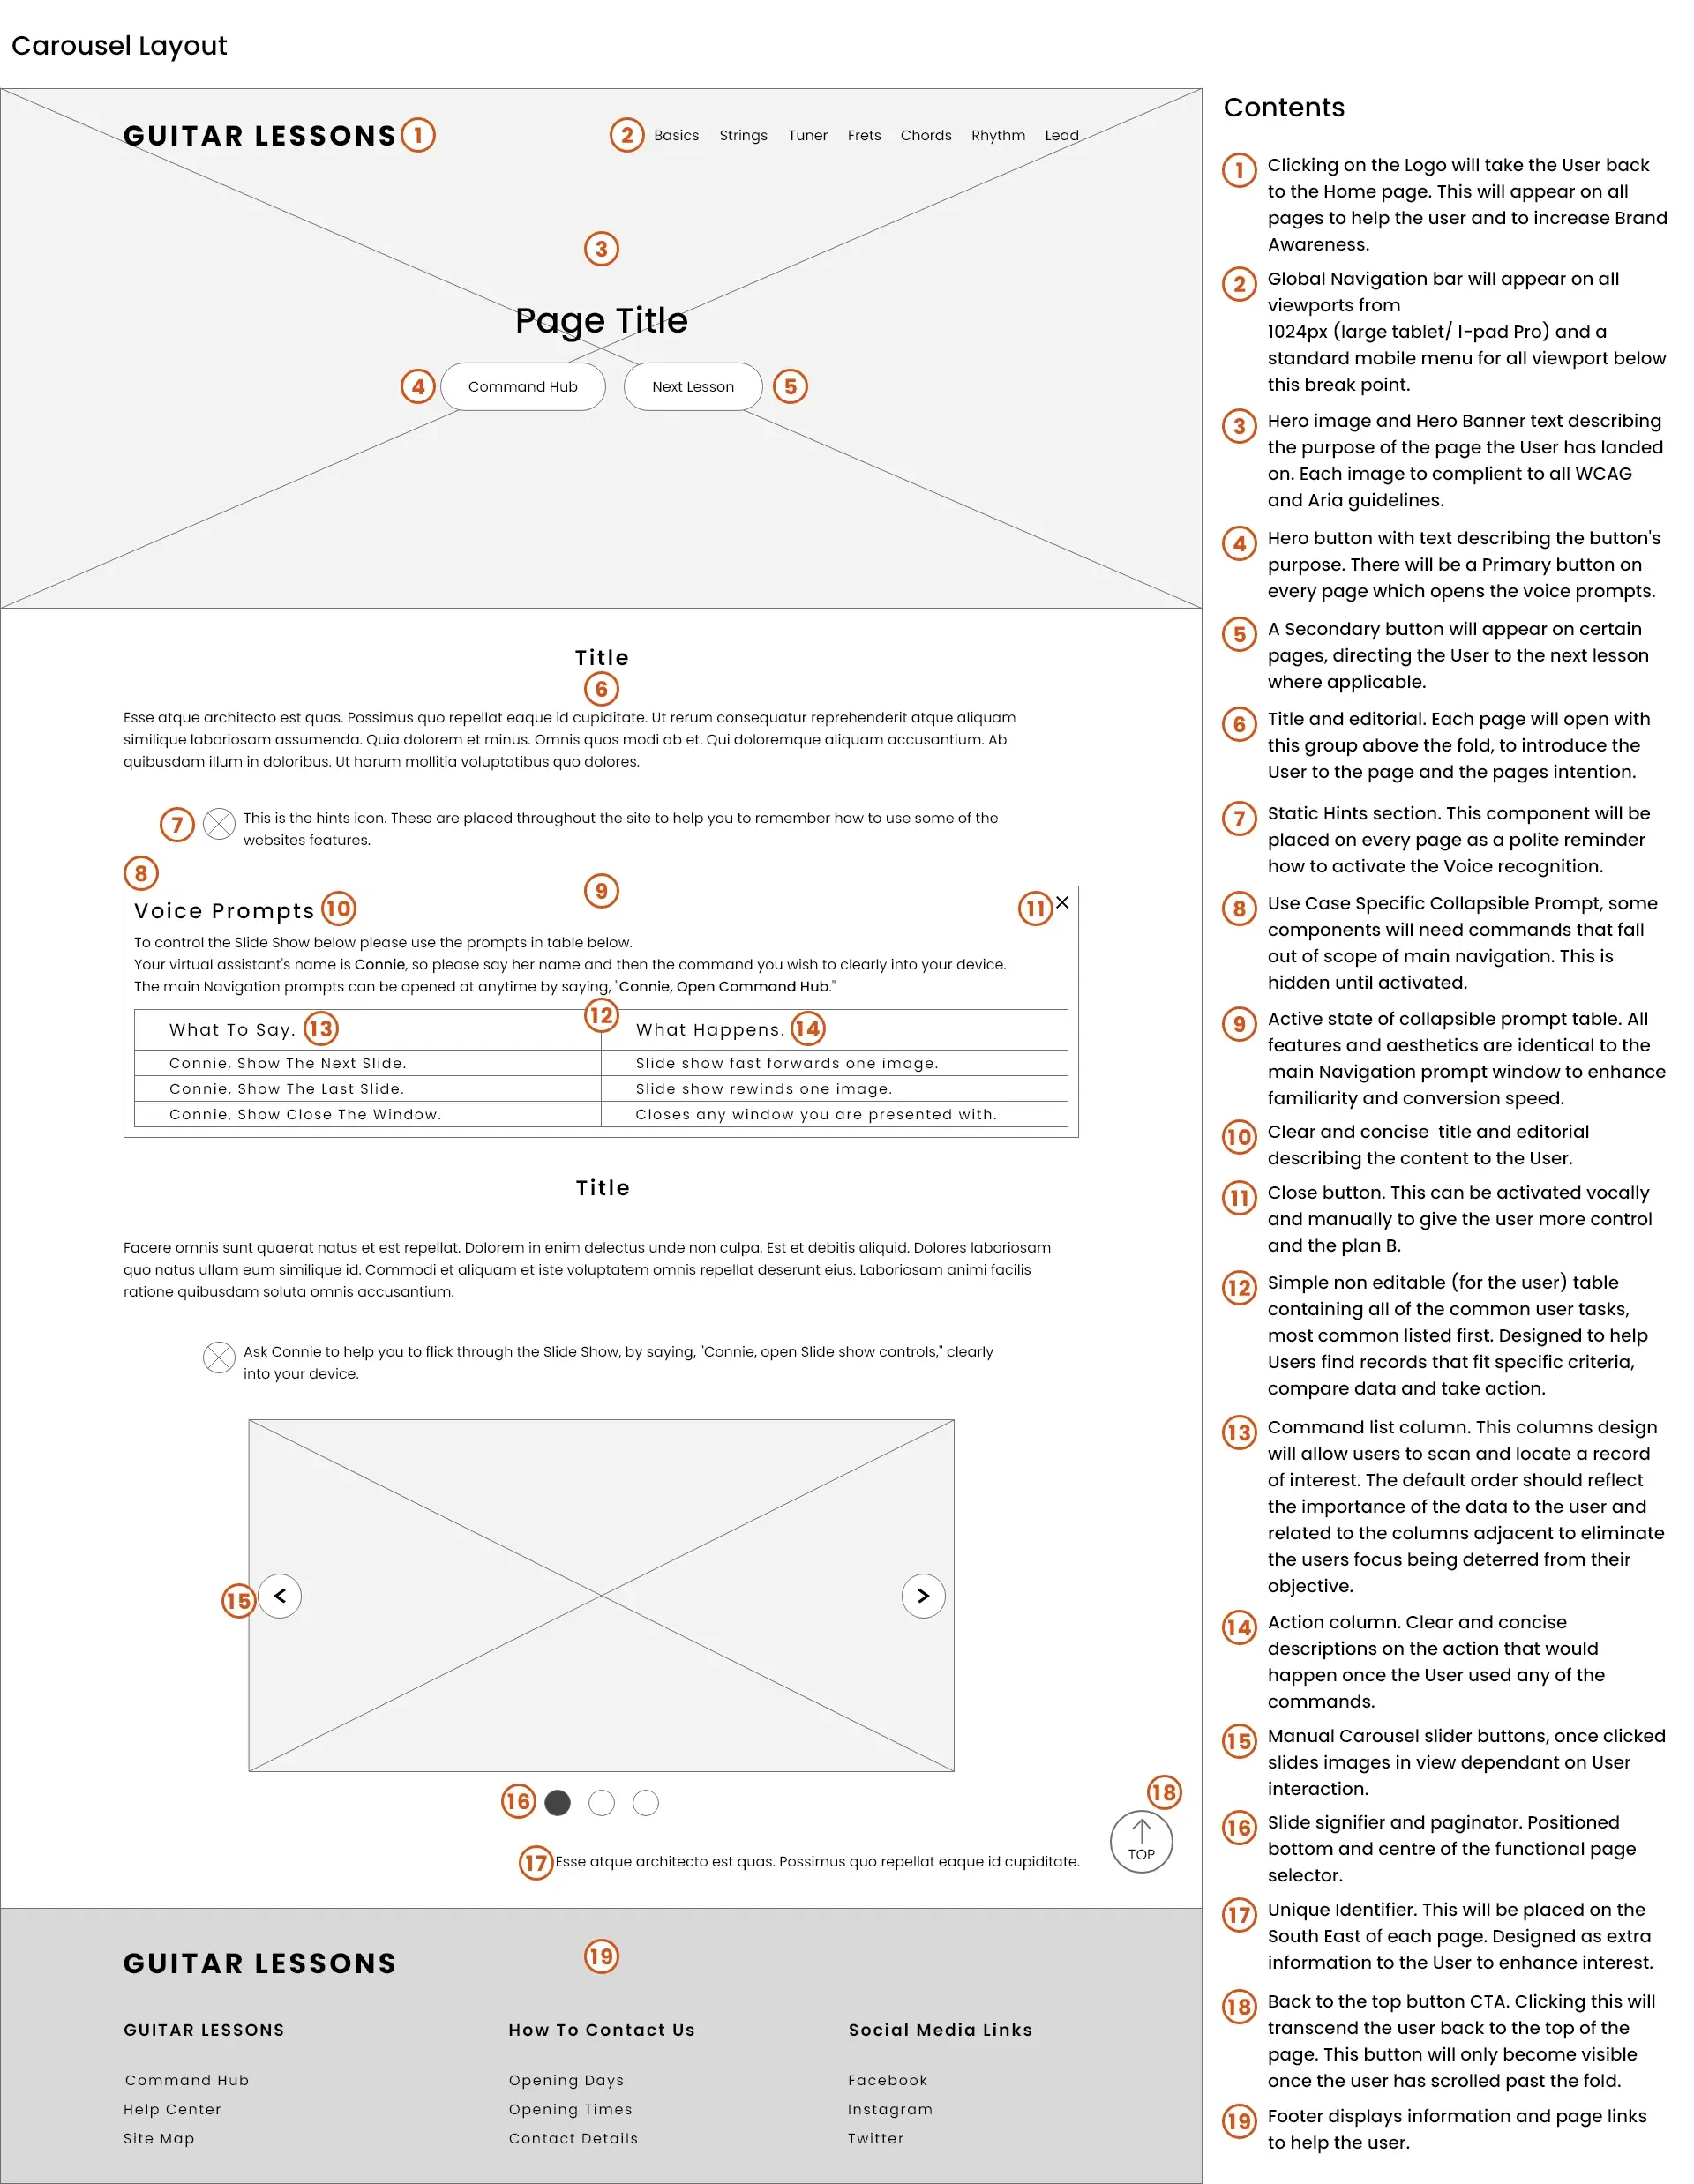 Carousel Layout
GUITAR LESSONS 1
2 Basics Strings Tuner Frets Chords Rhythm Lead
3
Page Title
4 Command Hub Next Lesson 5
Title
6
Esse atque architecto est quas. Possimus quo repellat eaque id cupiditate. Ut rerum consequatur reprehenderit atque aliquam
similique laboriosam assumenda. Quia dolorem et minus. Omnis quos modi ab et. Qui doloremque aliquam accusantium. Ab
quibusdam illum in doloribus. Ut harum mollitia voluptatibus quo dolores.
7 This is the hints icon. These are placed throughout the site to help you to remember how to use some of the
websites features.
8
9
Voice Prompts 10
11 ×
To control the Slide Show below please use the prompts in table below.
Your virtual assistant's name is Connie, so please say her name and then the command you wish to clearly into your device.
The main Navigation prompts can be opened at anytime by saying, "Connie, Open Command Hub."
12
What To Say. 13 What Happens. 14
Connie, Show The Next Slide. Slide show fast forwards one image.
Connie, Show The Last Slide. Slide show rewinds one image.
Connie, Show Close The Window. Closes any window you are presented with.
Title
Facere omnis sunt quaerat natus et est repellat. Dolorem in enim delectus unde non culpa. Est et debitis aliquid. Dolores laboriosam
quo natus ullam eum similique id. Commodi et aliquam et iste voluptatem omnis repellat deserunt eius. Laboriosam animi facilis
ratione quibusdam soluta omnis accusantium.
Ask Connie to help you to flick through the Slide Show, by saying, "Connie, open Slide show controls," clearly
into your device.
15 < >
16
18
TOP
17 Esse atque architecto est quas. Possimus quo repellat eaque id cupiditate.
GUITAR LESSONS
19
GUITAR LESSONS
Command Hub
Help Center
Site Map
How To Contact Us
Opening Days
Opening Times
Contact Details
Social Media Links
Facebook
Instagram
Twitter
Contents
1 Clicking on the Logo will take the User back
to the Home page. This will appear on all
pages to help the user and to increase Brand
Awareness.
2 Global Navigation bar will appear on all
viewports from
1024px (large tablet/ I-pad Pro) and a
standard mobile menu for all viewport below
this break point.
3 Hero image and Hero Banner text describing
the purpose of the page the User has landed
on. Each image to complient to all WCAG
and Aria guidelines.
4 Hero button with text describing the button's
purpose. There will be a Primary button on
every page which opens the voice prompts.
5 A Secondary button will appear on certain
pages, directing the User to the next lesson
where applicable.
6 Title and editorial. Each page will open with
this group above the fold, to introduce the
User to the page and the pages intention.
7 Static Hints section. This component will be
placed on every page as a polite reminder
how to activate the Voice recognition.
8 Use Case Specific Collapsible Prompt, some
components will need commands that fall
out of scope of main navigation. This is
hidden until activated.
9 Active state of collapsible prompt table. All
features and aesthetics are identical to the
main Navigation prompt window to enhance
familiarity and conversion speed.
10 Clear and concise title and editorial
describing the content to the User.
11 Close button. This can be activated vocally
and manually to give the user more control
and the plan B.
12 Simple non editable (for the user) table
containing all of the common user tasks,
most common listed first. Designed to help
Users find records that fit specific criteria,
compare data and take action.
13 Command list column. This columns design
will allow users to scan and locate a record
of interest. The default order should reflect
the importance of the data to the user and
related to the columns adjacent to eliminate
the users focus being deterred from their
objective.
14 Action column. Clear and concise
descriptions on the action that would
happen once the User used any of the
commands.
15 Manual Carousel slider buttons, once clicked
slides images in view dependant on User
interaction.
16 Slide signifier and paginator. Positioned
bottom and centre of the functional page
selector.
17 Unique Identifier. This will be placed on the
South East of each page. Designed as extra
information to the User to enhance interest.
18 Back to the top button CTA. Clicking this will
transcend the user back to the top of the
page. This button will only become visible
once the user has scrolled past the fold.
19 Footer displays information and page links
to help the user.